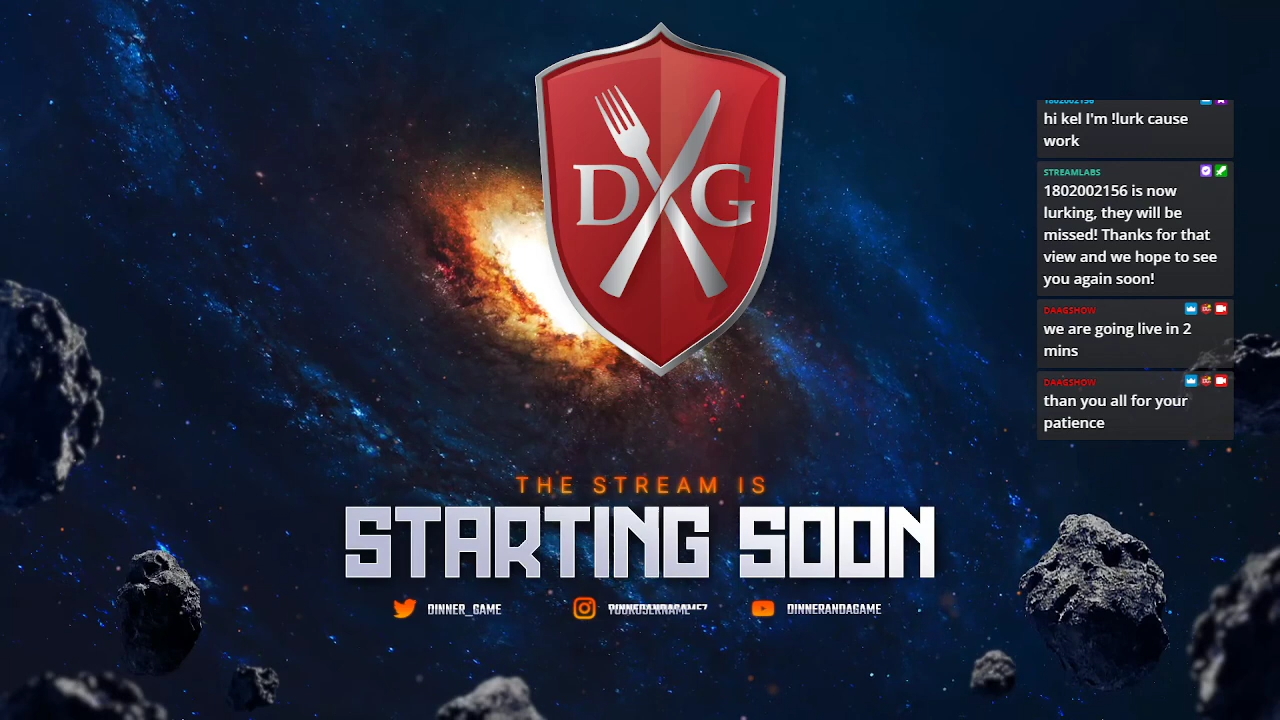 D G
1802002156
hi kel I'm !lurk cause
work
STREAMLABS
1802002156 is now
lurking, they will be
missed! Thanks for that
view and we hope to see
you again soon!
DAAGSHOW
we are going live in 2
mins
DAAGSHOW
than you all for your
patience
THE STREAM IS
STARTING SOON
DINNER_GAME
DINNERANDAGAME